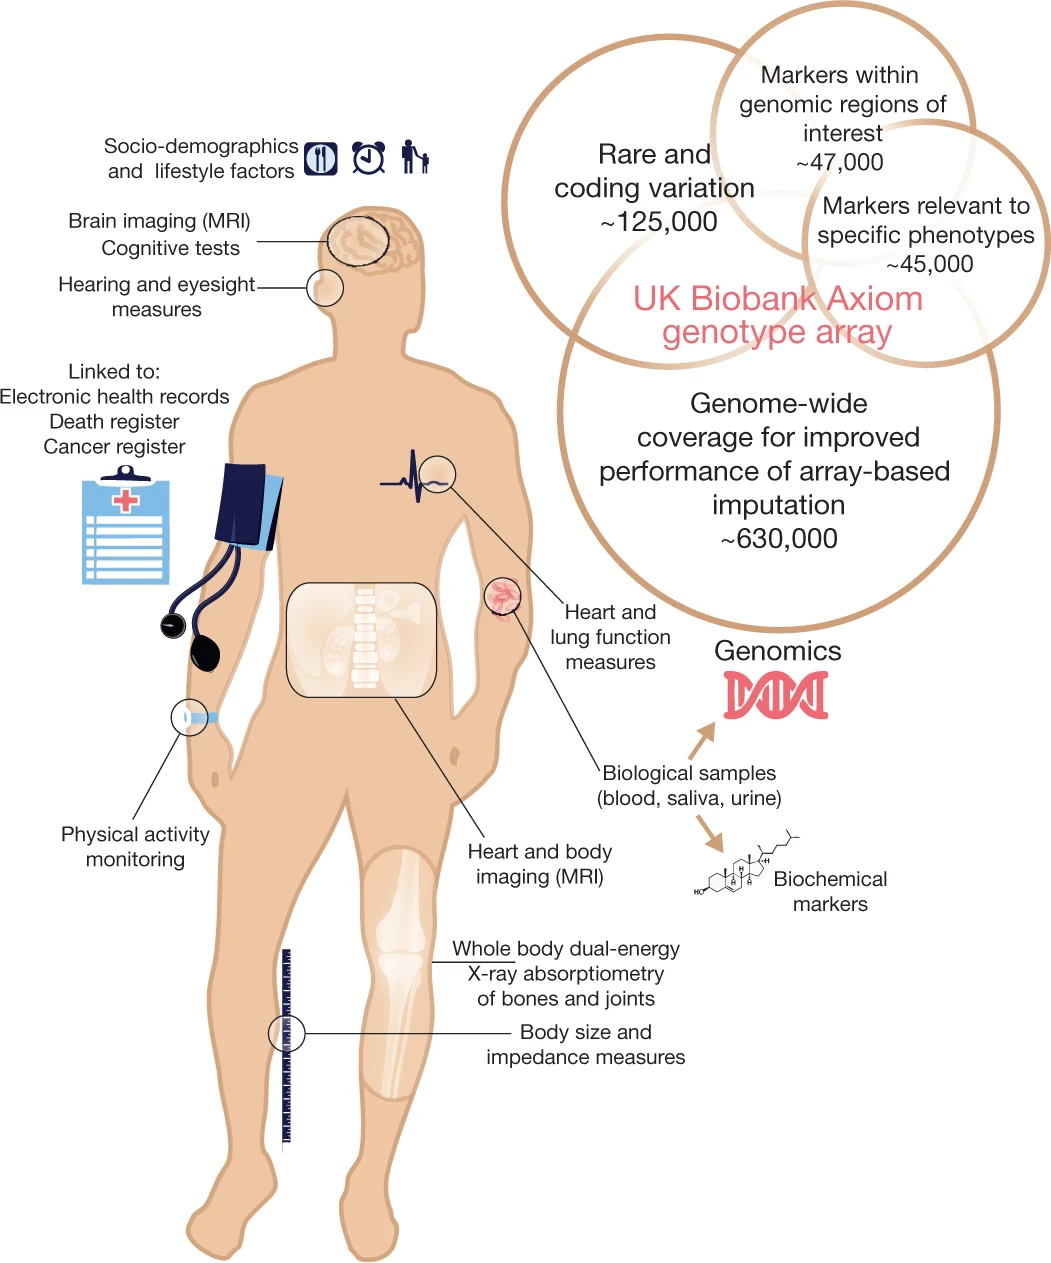 Socio-demographics
and lifestyle factors
Brain imaging (MRI)
Cognitive tests
Hearing and eyesight
measures
Linked to:
Electronic health records
Death register
Cancer register
Physical activity
monitoring
Markers within
genomic regions of
interest
~47,000
Rare and
coding variation
~125,000
Markers relevant to
specific phenotypes
~45,000
UK Biobank Axiom
genotype array
Genome-wide
coverage for improved
performance of array-based
imputation
~630,000
Heart and
lung function
measures
Genomics
Biological samples
(blood, saliva, urine)
Heart and body
imaging (MRI)
H
H
H
H
HO
Biochemical
markers
Whole body dual-energy
X-ray absorptiometry
of bones and joints
Body size and
impedance measures